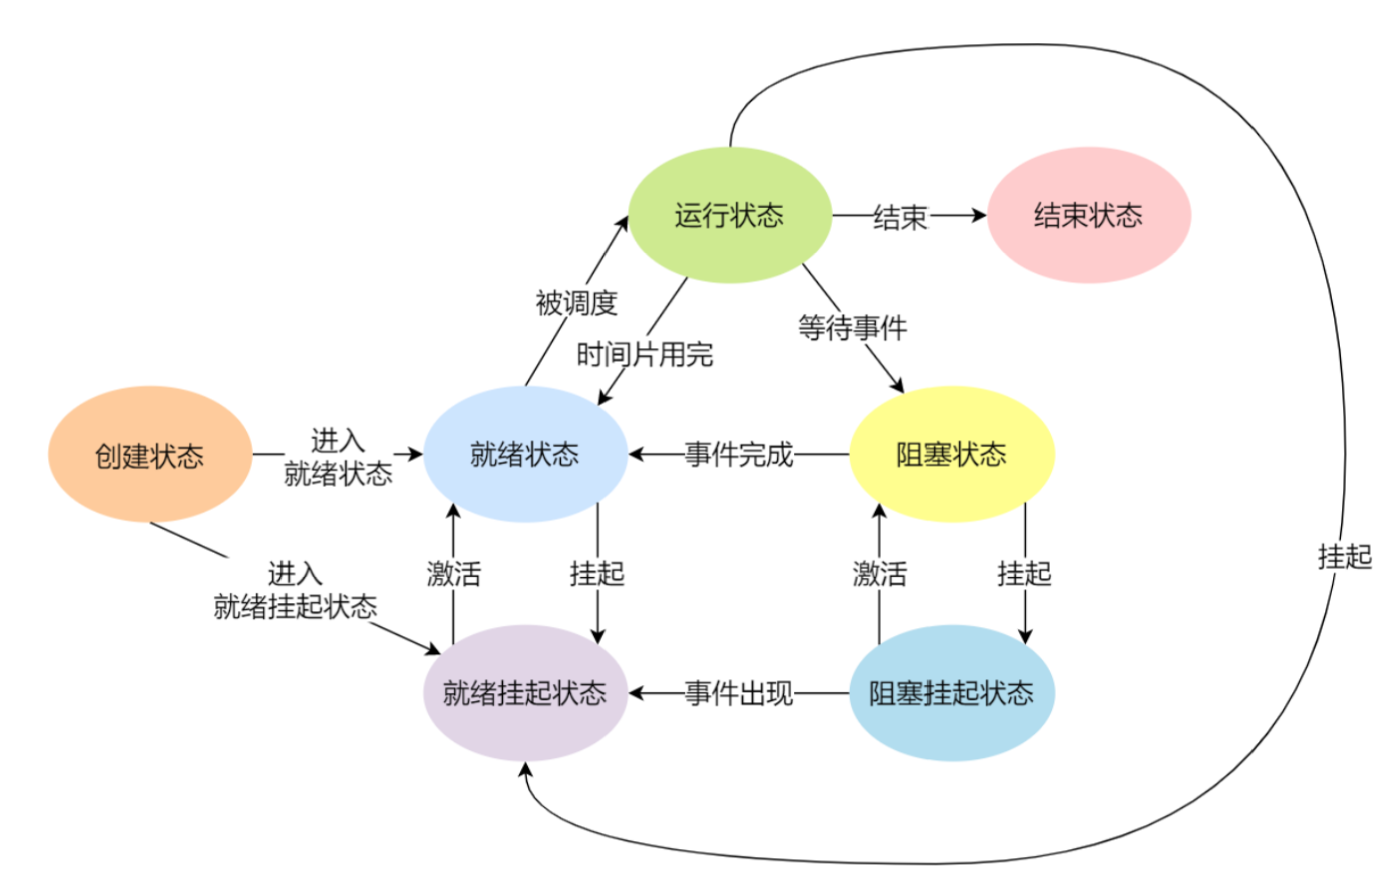 运行状态
结束
结束状态
被调度
等待事件
时间片用完
创建状态
进入
就绪状态
就绪状态
事件完成
阻塞状态
挂起
进入
就绪挂起状态
激活
挂起
激活
挂起
就绪挂起状态
事件出现
阻塞挂起状态